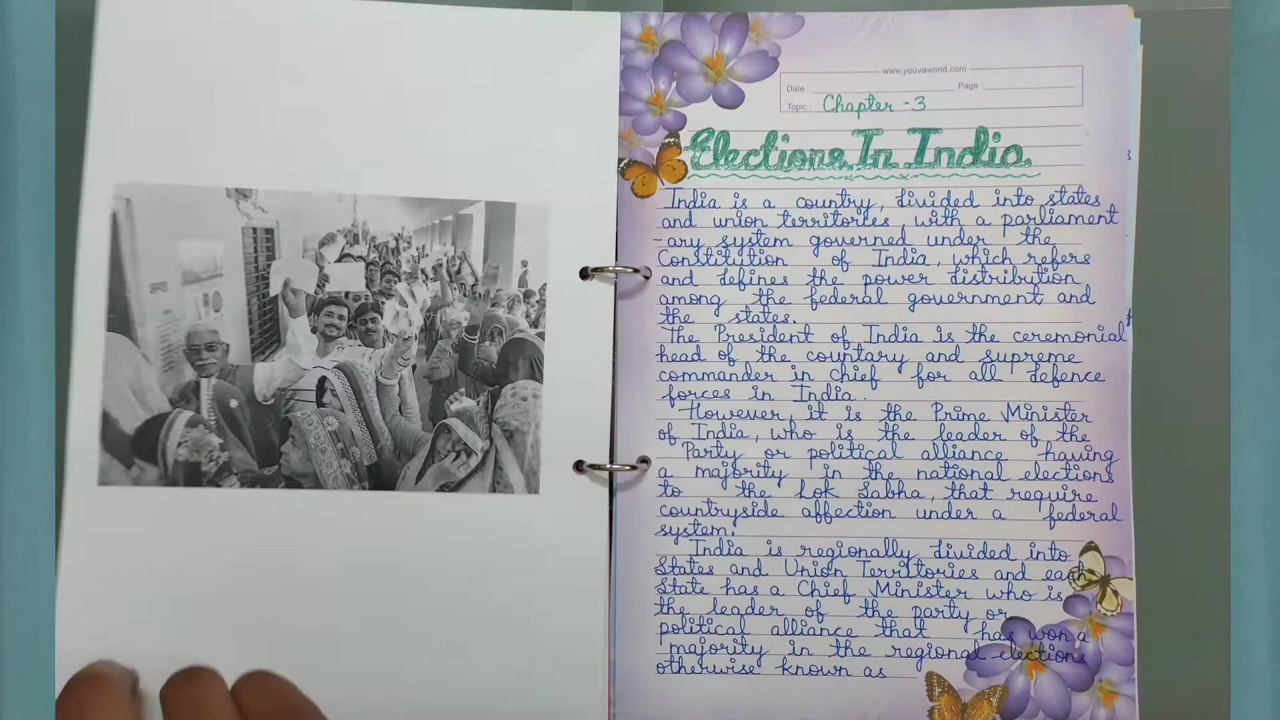 www.youvaworld.com
Date : Page :
Topic : Chapter - 3
Elections In India
India is a country, divided into states
and union territories with a parliament
-ary system governed under the
Constitution of India, which refers
and defines the power distribution
among the federal government and
the states.
The President of India is the ceremonial
head of the countary and supreme
commander in chief for all defence
forces in India.
However, it is the Prime Minister
of India, who is the leader of the
Party or political alliance having
a majority in the national elections
to the Lok Sabha, that require
countryside affection under a federal
system.
India is regionally divided into
States and Union Territories and each
State has a Chief Minister who is
the leader of the party or
political alliance that has won a
majority in the regional elections
otherwise known as